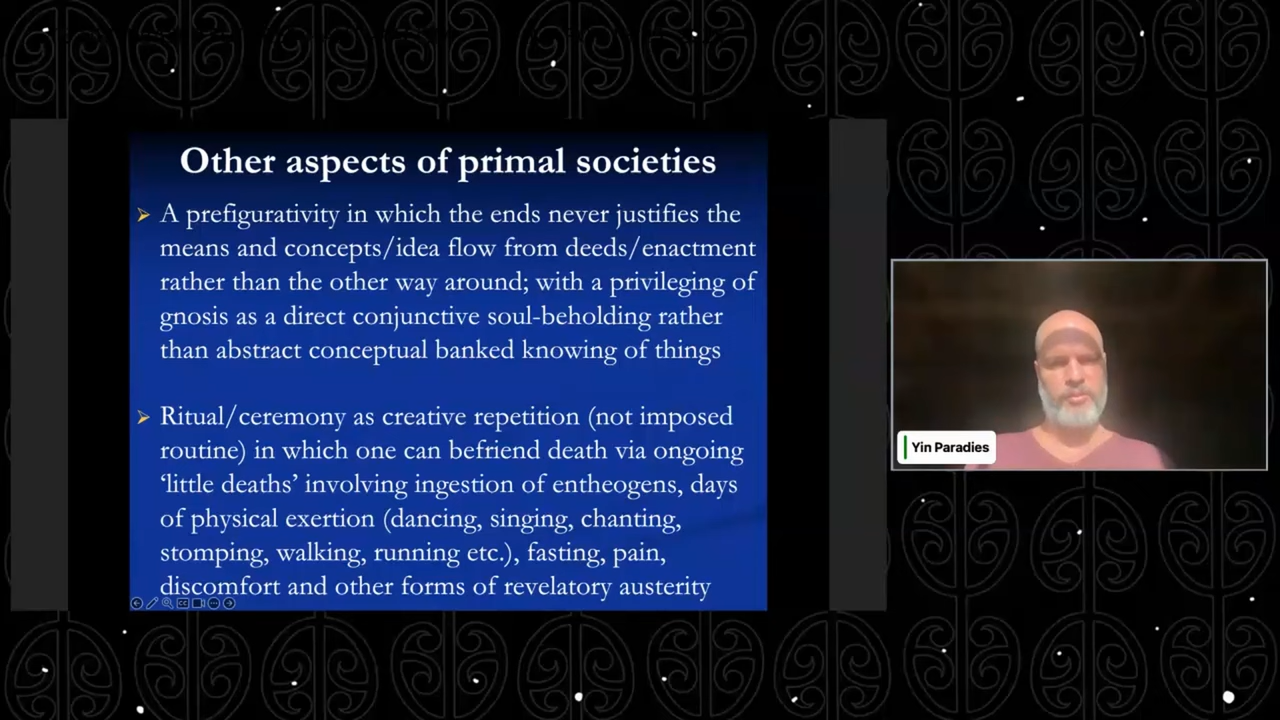 Other aspects of primal societies
➢ A prefigurativity in which the ends never justifies the
means and concepts/idea flow from deeds/enactment
rather than the other way around; with a privileging of
gnosis as a direct conjunctive soul-beholding rather
than abstract conceptual banked knowing of things
➢ Ritual/ceremony as creative repetition (not imposed
routine) in which one can befriend death via ongoing
‘little deaths’ involving ingestion of entheogens, days
of physical exertion (dancing, singing, chanting,
stomping, walking, running etc.), fasting, pain,
discomfort and other forms of revelatory austerity
Yin Paradies